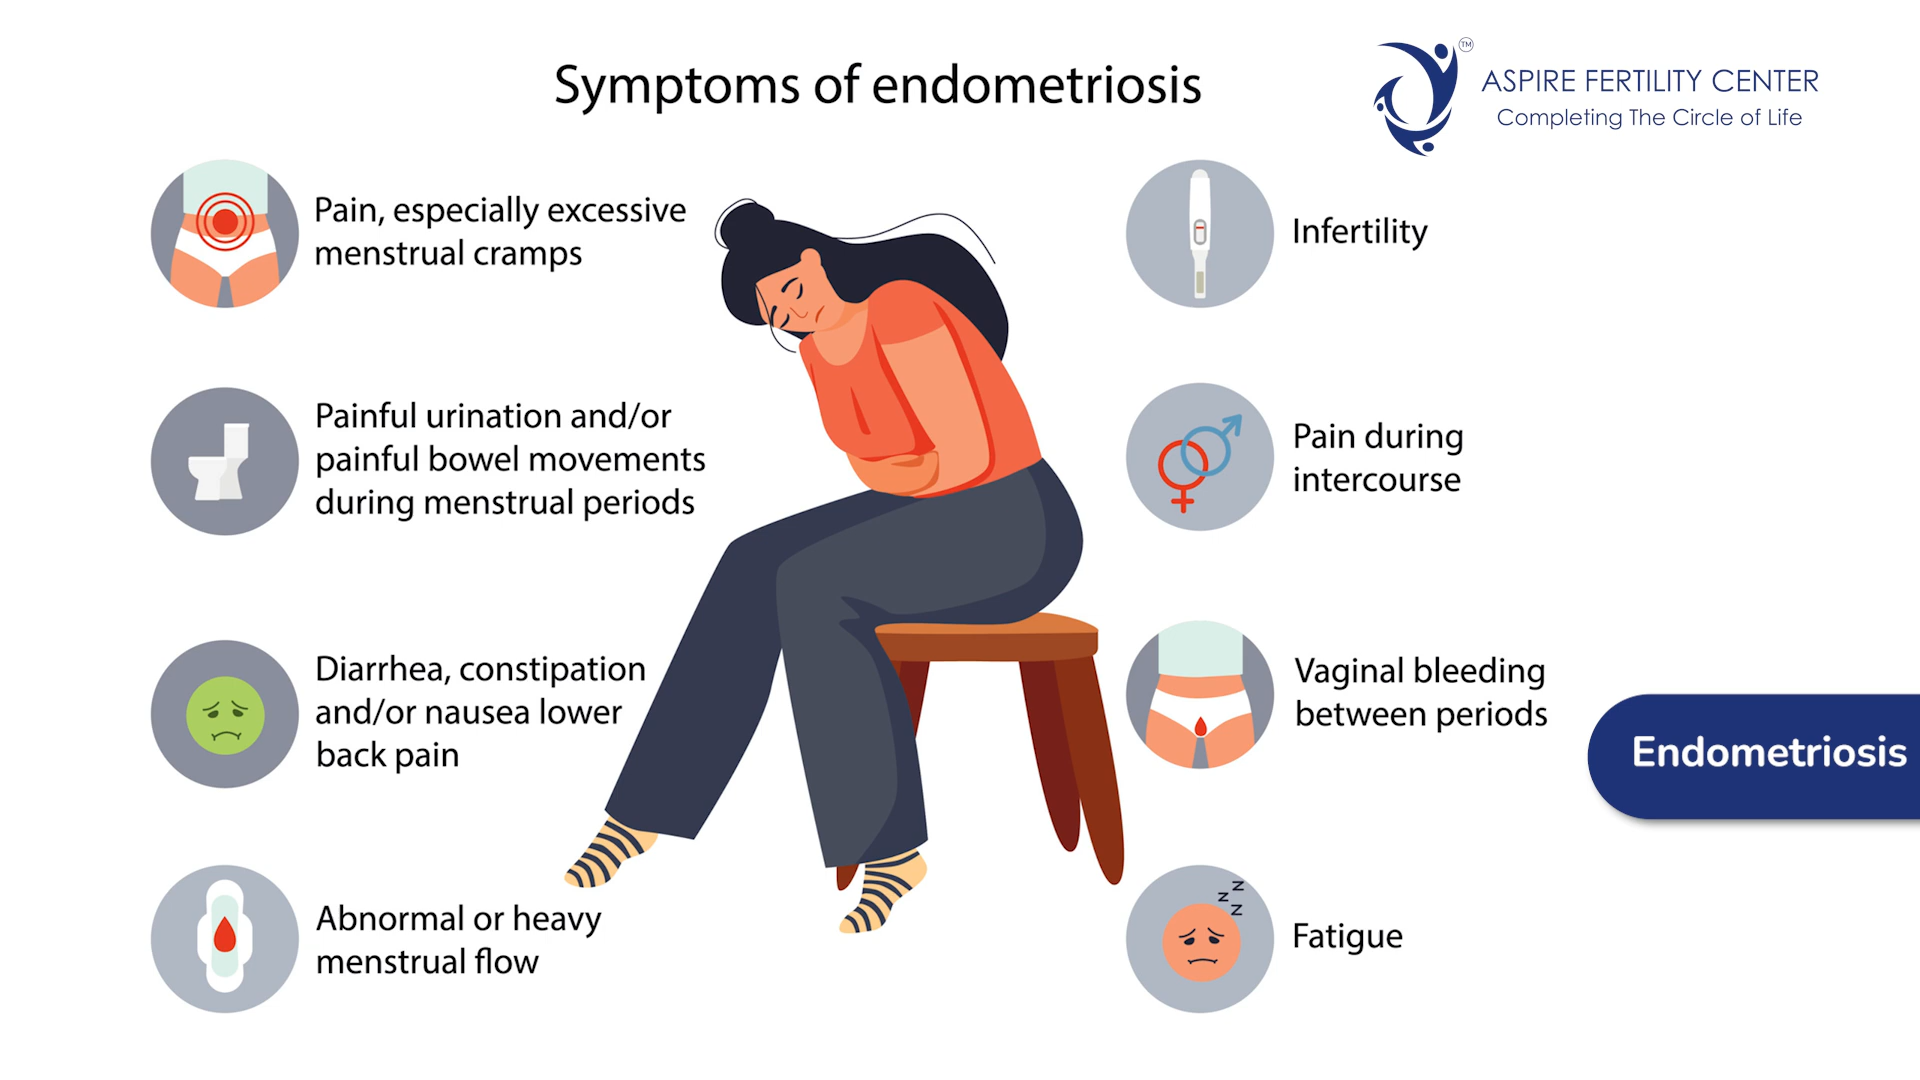 Symptoms of endometriosis
TM
ASPIRE FERTILITY CENTER
Completing The Circle of Life
Pain, especially excessive
menstrual cramps
Painful urination and/or
painful bowel movements
during menstrual periods
Diarrhea, constipation
and/or nausea lower
back pain
Abnormal or heavy
menstrual flow
Infertility
Pain during
intercourse
Vaginal bleeding
between periods
Endometriosis
z
z
z
Fatigue